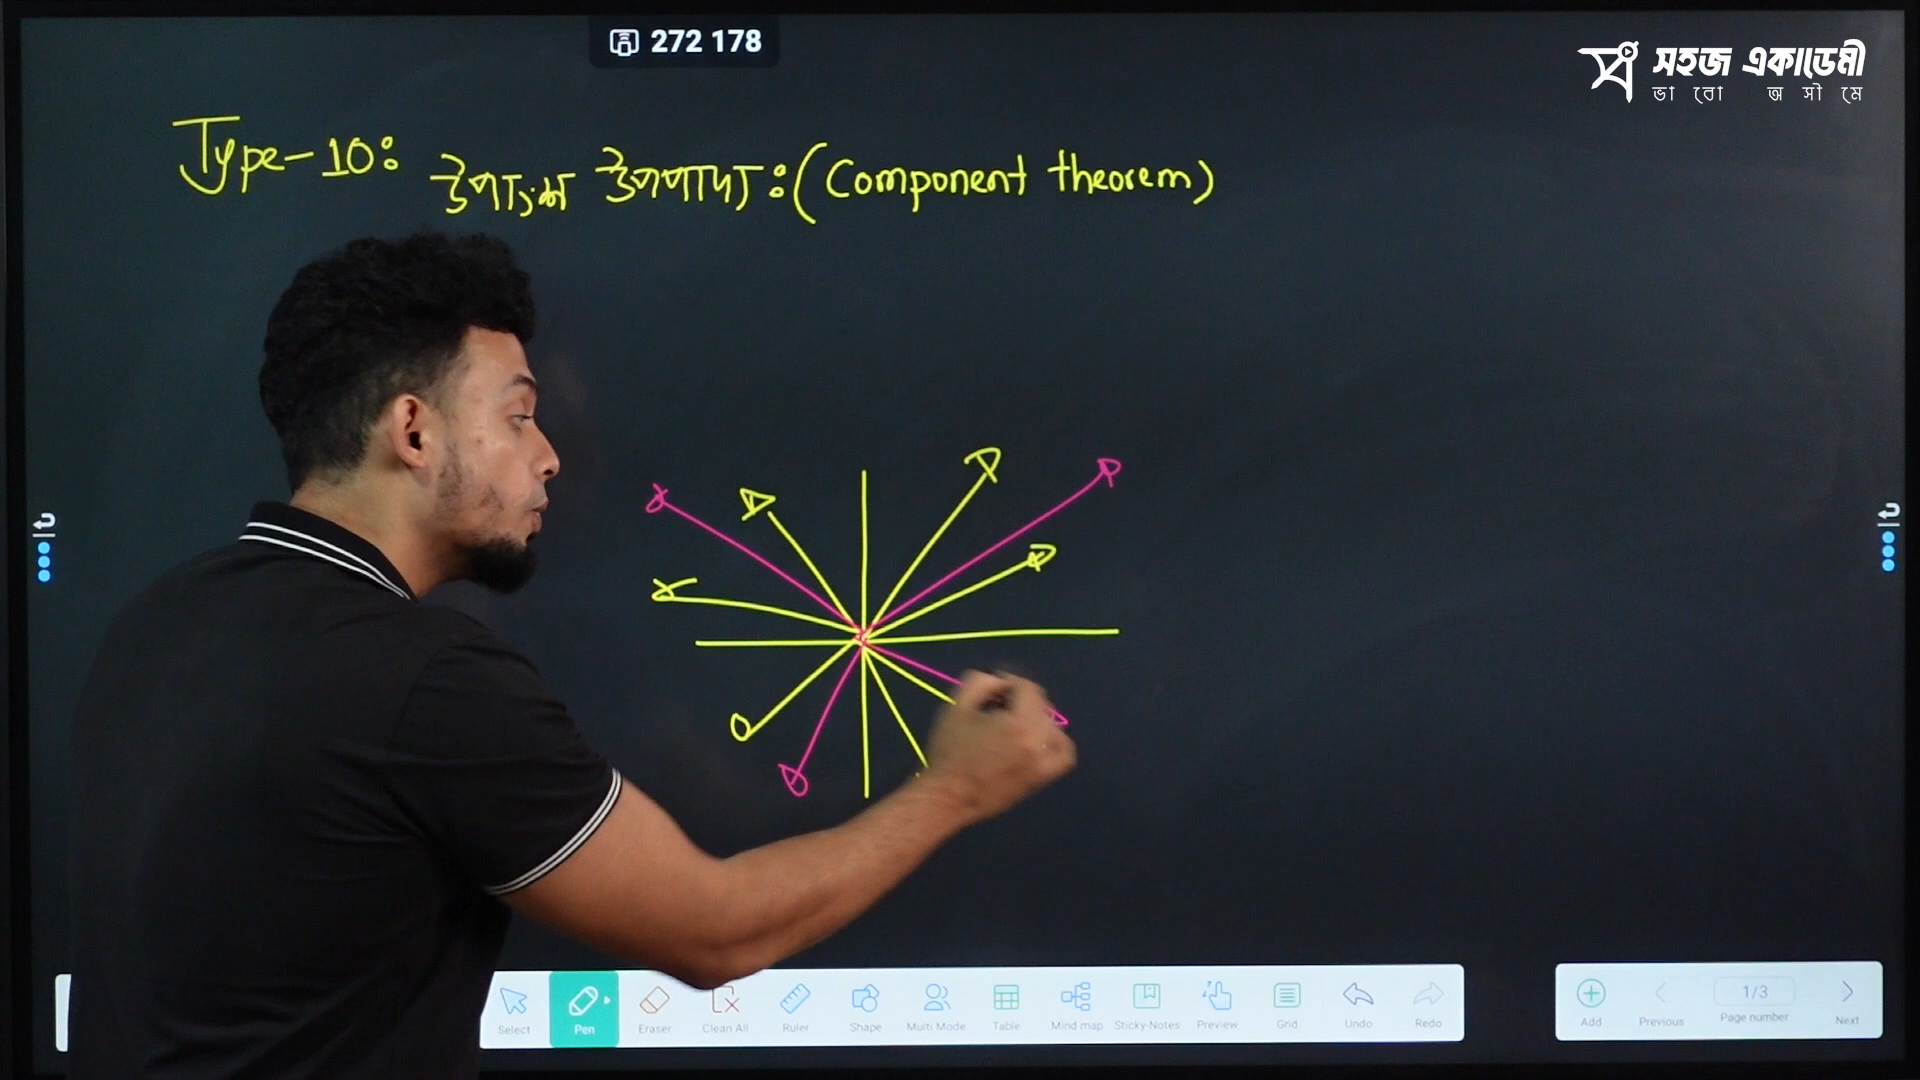 272 178
সহজ একাডেমী
ভাবো অসীমে
Type-10: উপাংশ উপপাদ্য: (Component theorem)
Select
Pen
Eraser
Clean All
Ruler
Shape
Multi Mode
Table
Mind map
Sticky-Notes
Preview
Grid
Undo
Redo
Add
Previous
1/3
Page number
Next